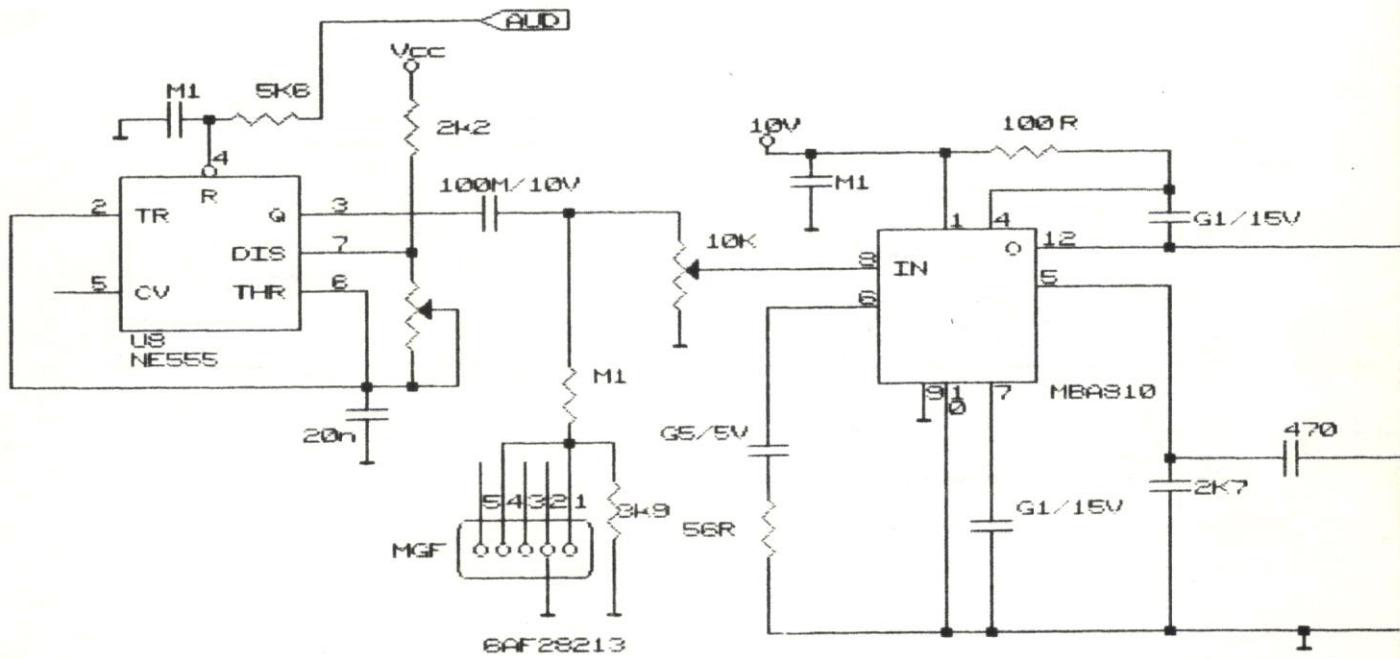 AUD
Vcc
M1
5K6
2k2
4
R
2
TR
Q
3
DIS
7
5
CV
THR
6
U8
NE555
20n
100M/10V
10K
M1
5 4 3 2 1
3k9
MGF
6AF28213
10V
M1
100R
1
4
G1/15V
O
12
8
IN
5
6
9
10
7
MBA810
G5/5V
56R
G1/15V
470
2K7